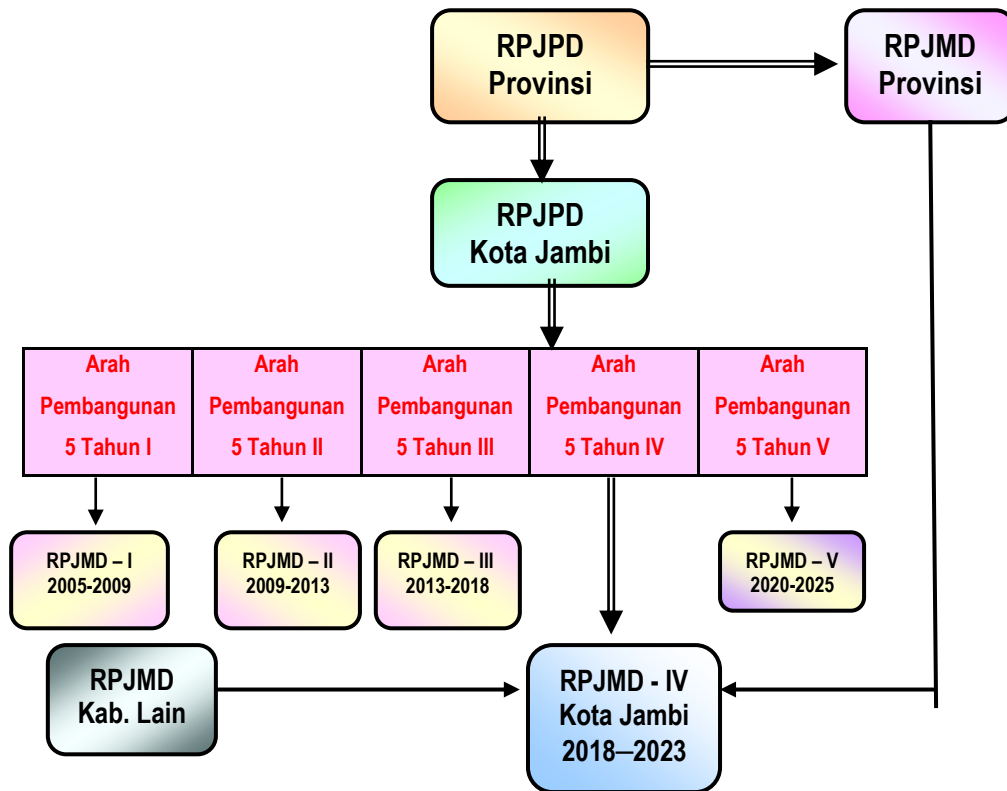 RPJPD
Provinsi
RPJMD
Provinsi
RPJPD
Kota Jambi
Arah
Pembangunan
5 Tahun I
Arah
Pembangunan
5 Tahun II
Arah
Pembangunan
5 Tahun III
Arah
Pembangunan
5 Tahun IV
Arah
Pembangunan
5 Tahun V
RPJMD – I
2005-2009
RPJMD – II
2009-2013
RPJMD – III
2013-2018
RPJMD – V
2020-2025
RPJMD
Kab. Lain
RPJMD - IV
Kota Jambi
2018–2023